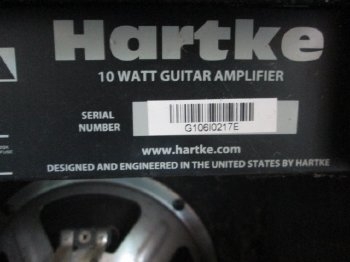 Hartke
10 WATT GUITAR AMPLIFIER
SERIAL
NUMBER
G106I0217E
www.hartke.com
DESIGNED AND ENGINEERED IN THE UNITED STATES BY HARTKE